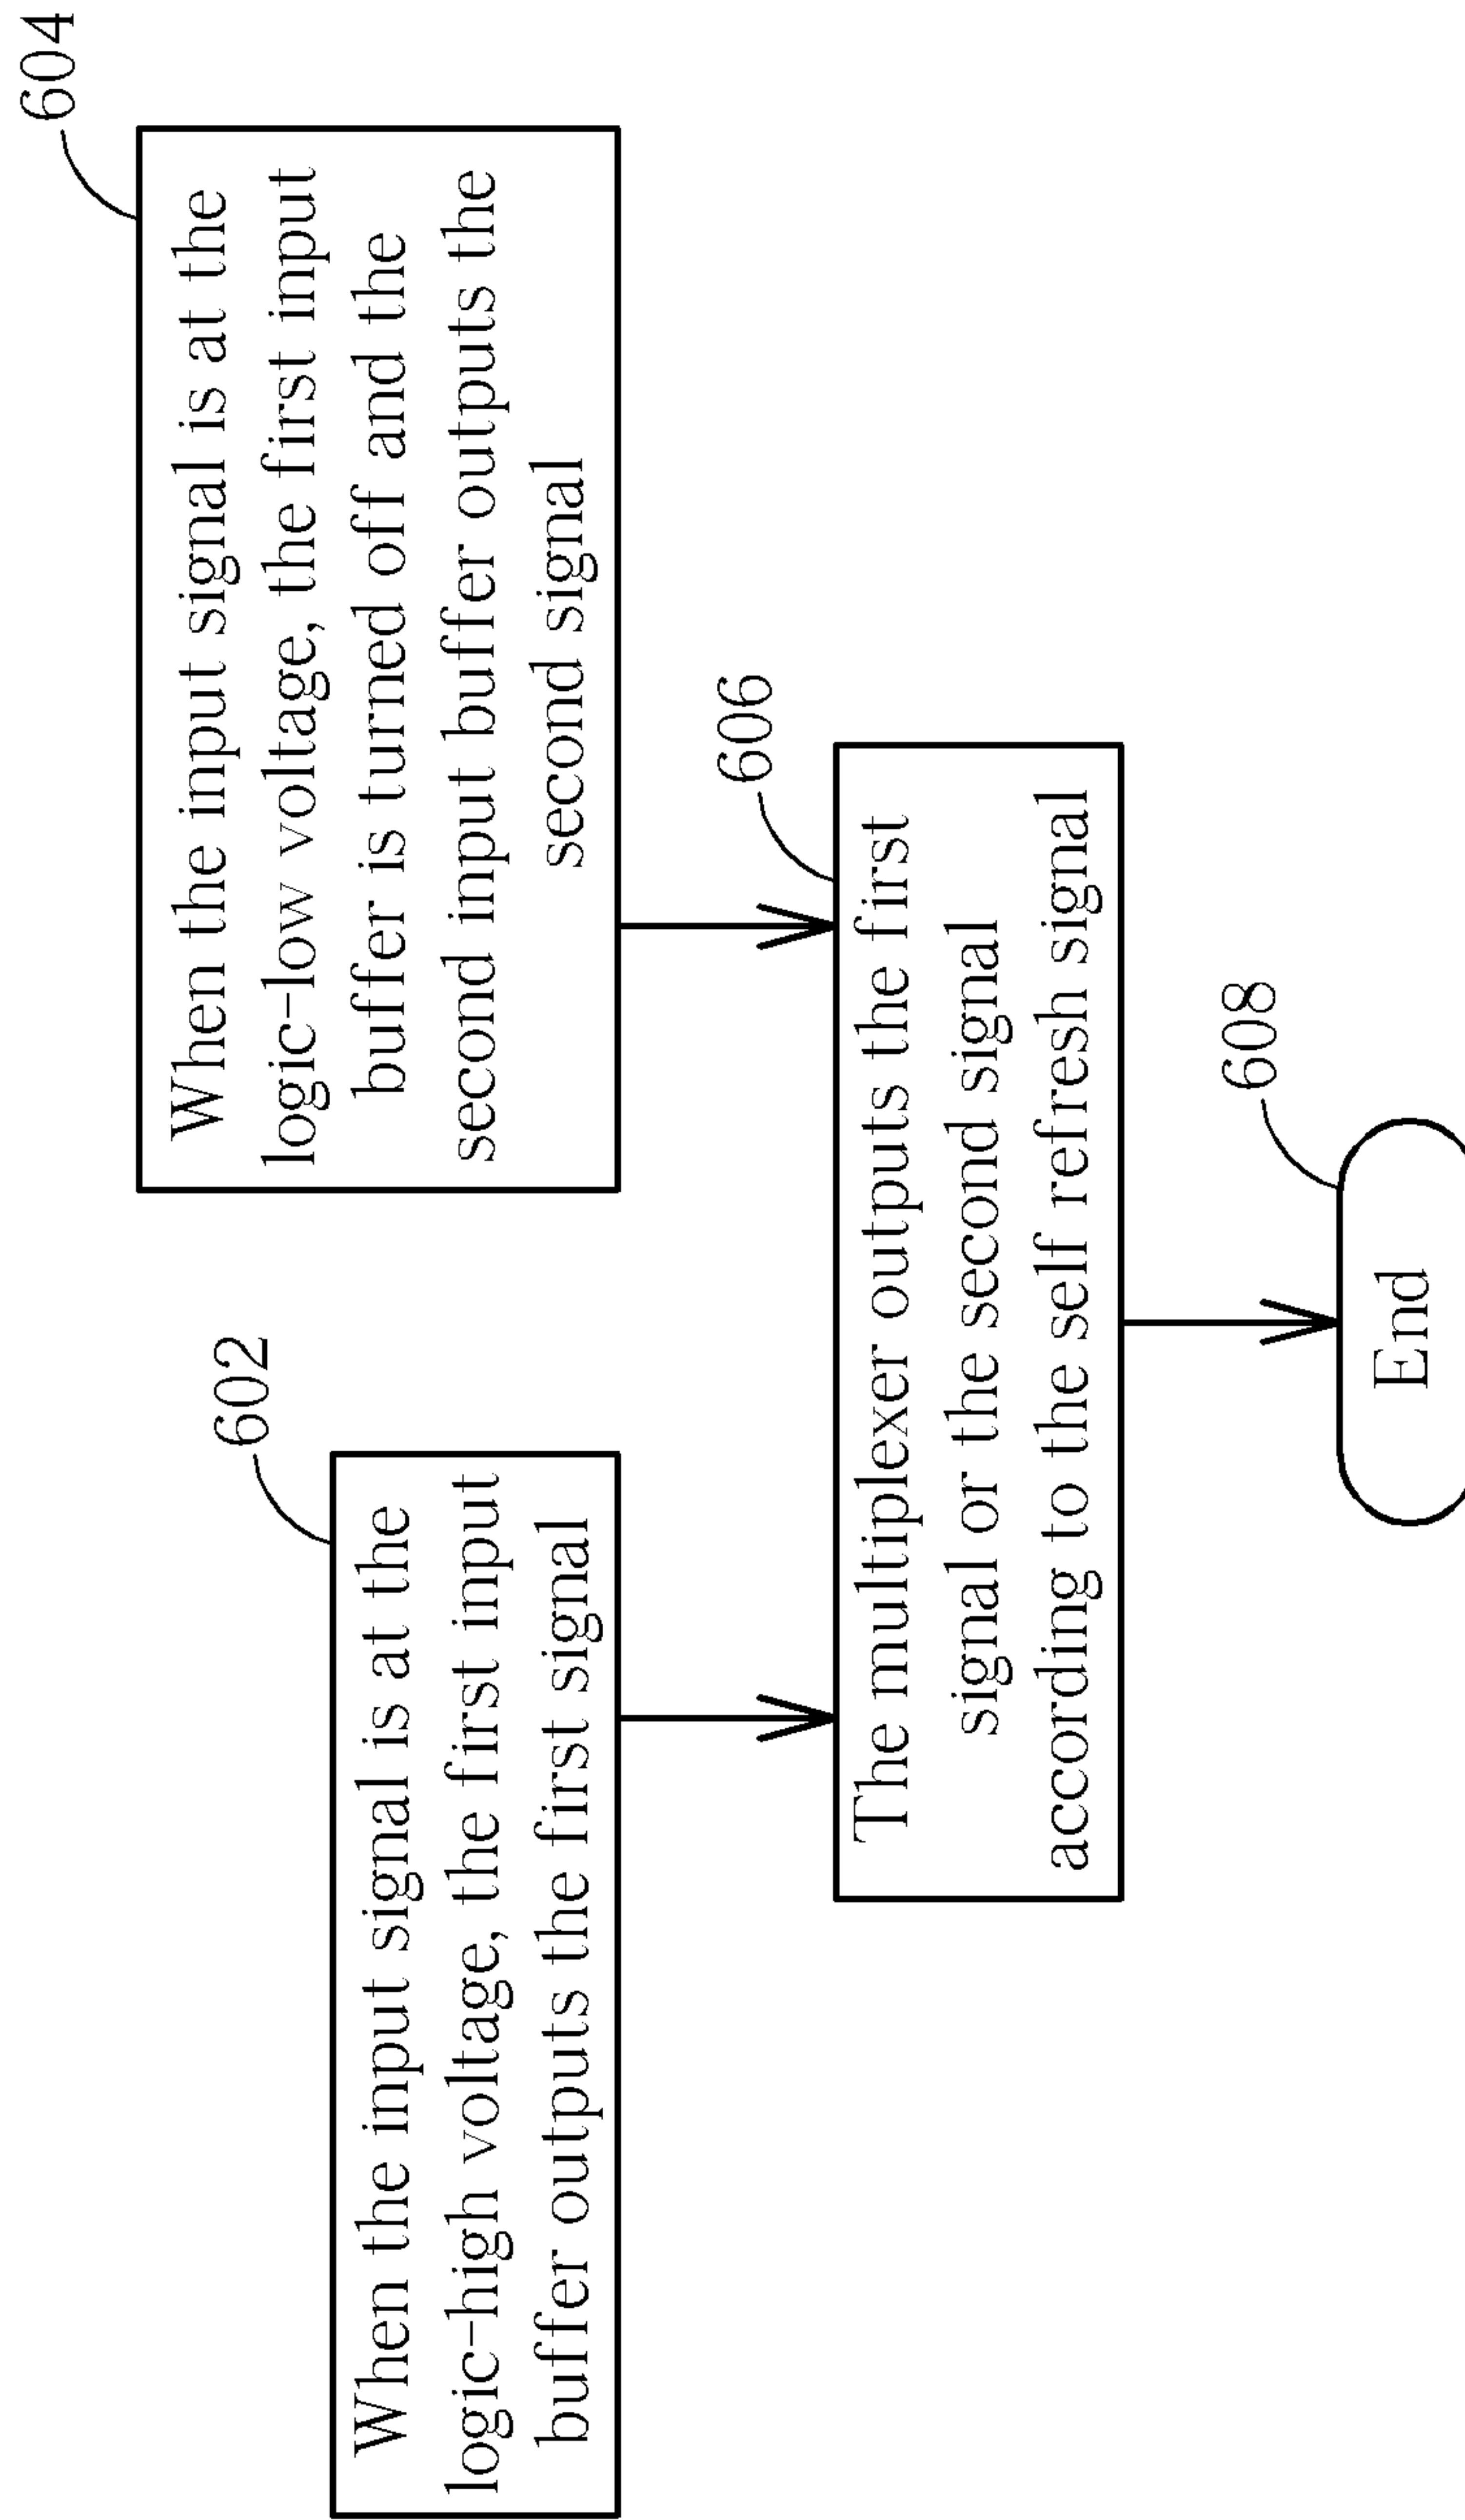 602
When the input signal is at the
logic-high voltage, the first input
buffer outputs the first signal
604
When the input signal is at the
logic-low voltage, the first input
buffer is turned off and the
second input buffer outputs the
second signal
606
The multiplexer outputs the first
signal or the second signal
according to the self refresh signal
608
End